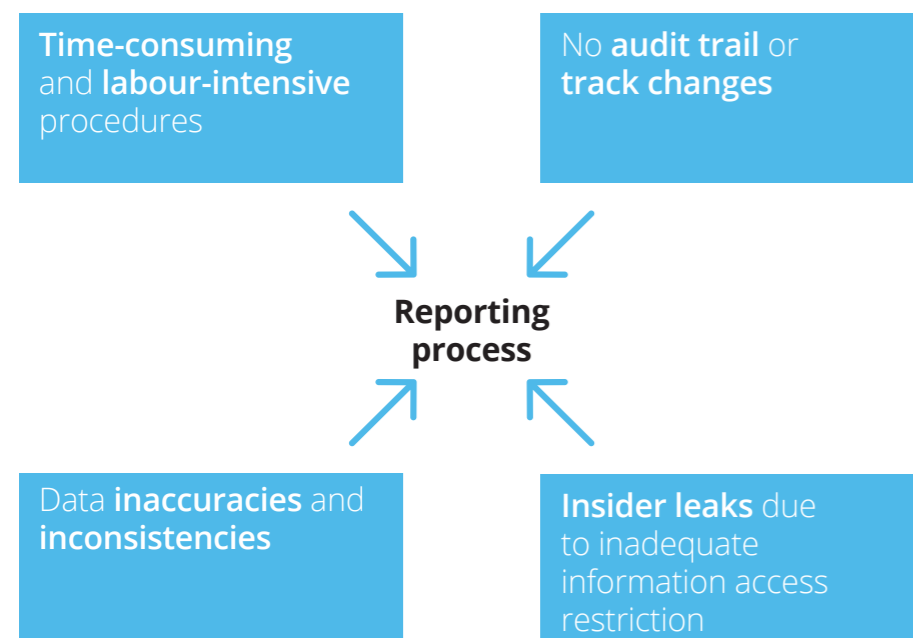 Time-consuming
and labour-intensive
procedures
No audit trail or
track changes
Reporting
process
Data inaccuracies and
inconsistencies
Insider leaks due
to inadequate
information access
restriction